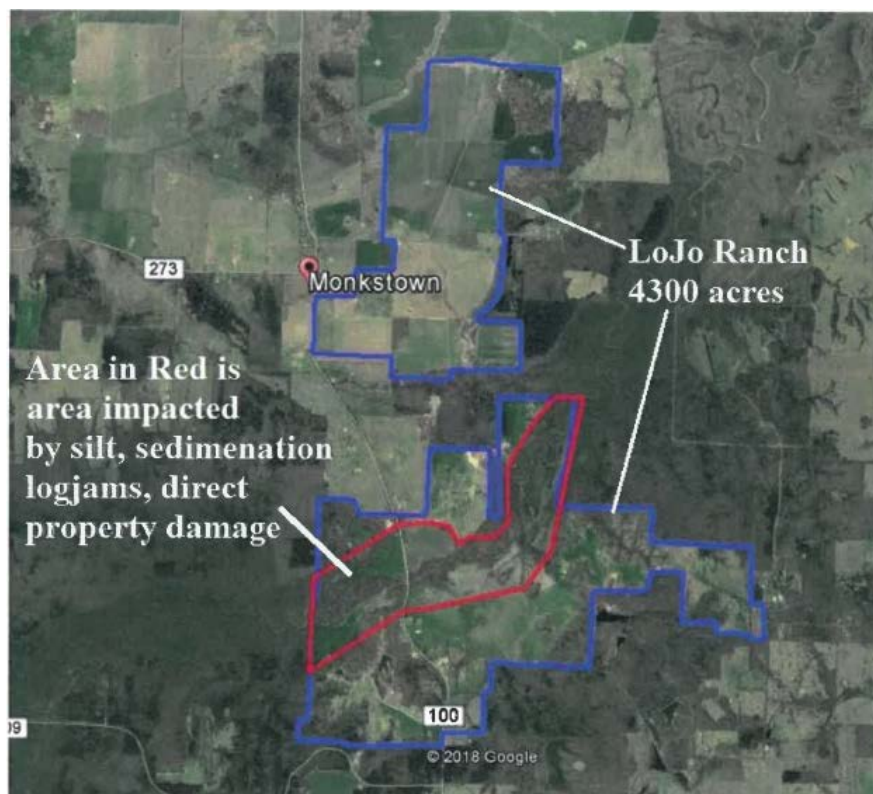 273
Monkstown
LoJo Ranch
4300 acres
Area in Red is
area impacted
by silt, sedimenation
logjams, direct
property damage
100
09
© 2018 Google